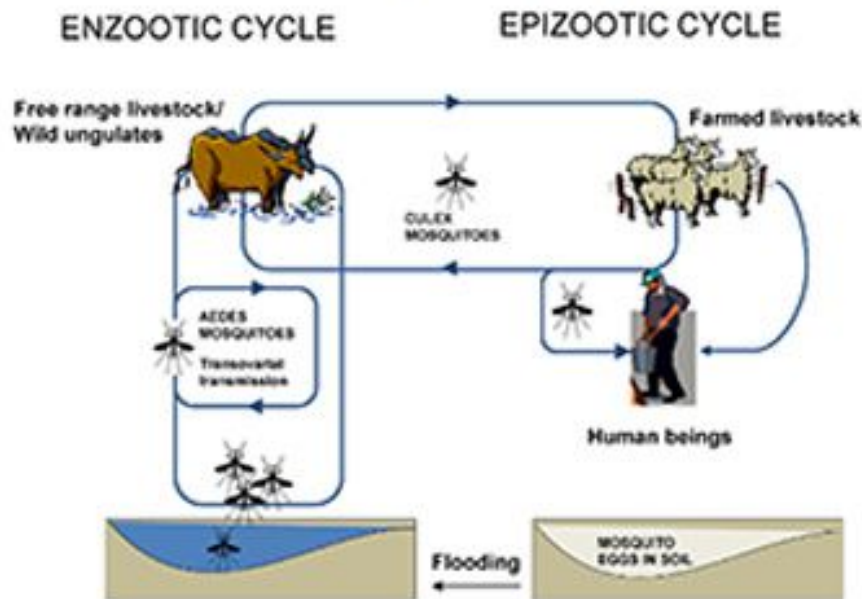 ENZOOTIC CYCLE
EPIZOOTIC CYCLE
Free range livestock/
Wild ungulates
Farmed livestock
CULEX
MOSQUITOES
AEDES
MOSQUITOES
Transovarial
transmission
Human beings
Flooding
MOSQUITO
EGGS IN SOIL